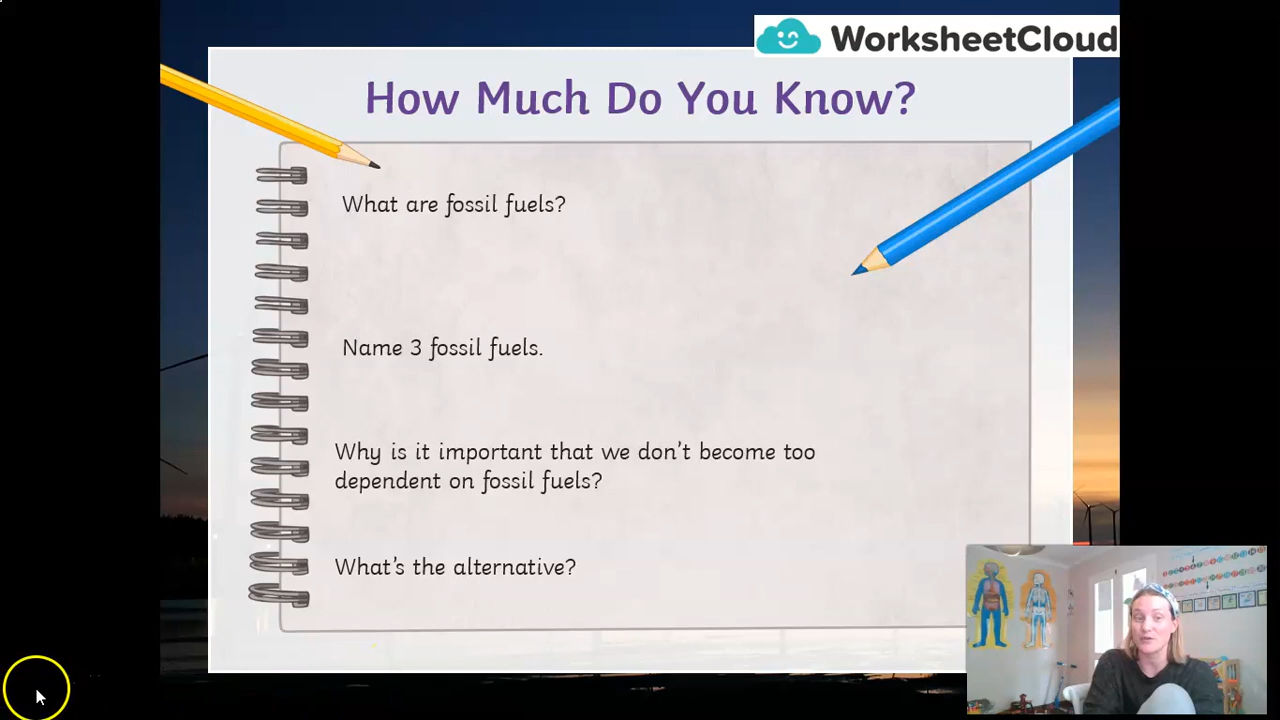 WorksheetCloud
How Much Do You Know?
What are fossil fuels?
Name 3 fossil fuels.
Why is it important that we don't become too
dependent on fossil fuels?
What's the alternative?